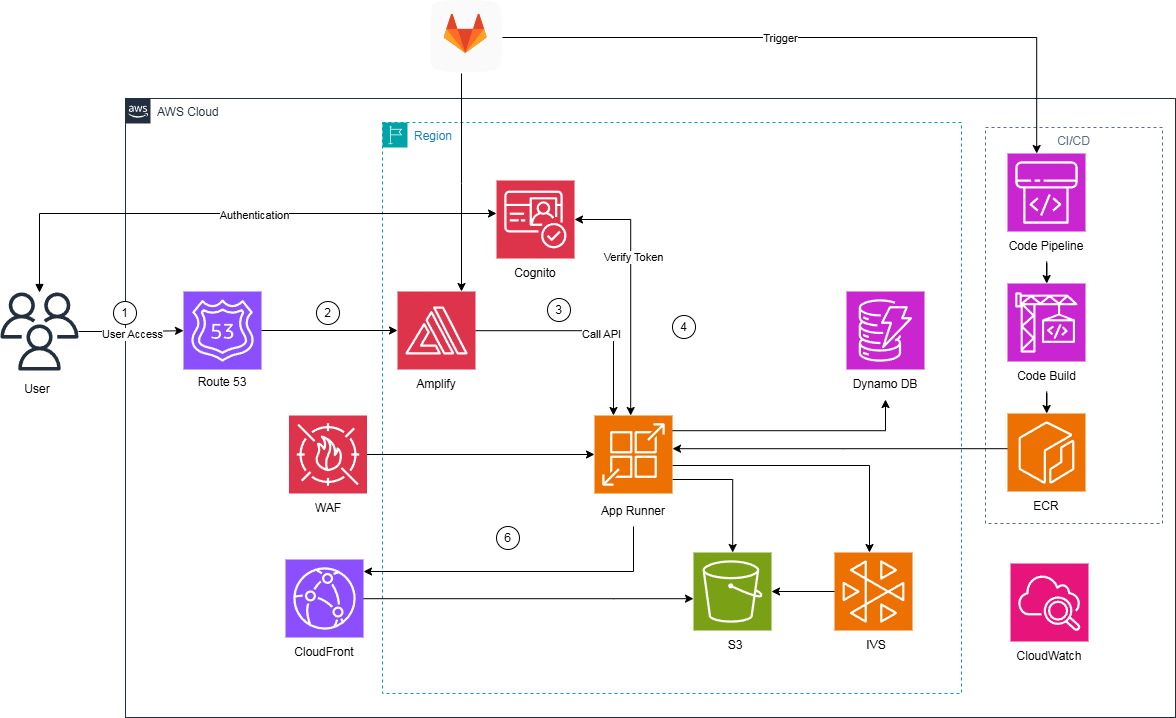 Trigger
aws
AWS Cloud
Region
CI/CD
Authentication
Cognito
Verify Token
Code Pipeline
1
2
3
4
User Access
53
Call API
User
Route 53
Amplify
Dynamo DB
Code Build
WAF
App Runner
ECR
6
CloudFront
S3
IVS
CloudWatch